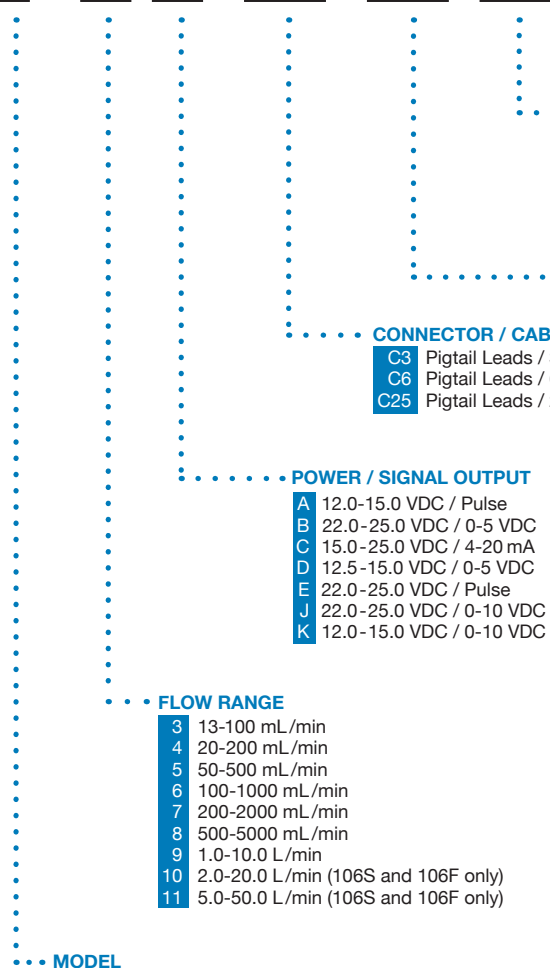 CONNECTOR / CAB
C3 Pigtail Leads /
C6 Pigtail Leads /
C25 Pigtail Leads /
POWER / SIGNAL OUTPUT
A 12.0-15.0 VDC / Pulse
B 22.0-25.0 VDC / 0-5 VDC
C 15.0-25.0 VDC / 4-20 mA
D 12.5-15.0 VDC / 0-5 VDC
E 22.0-25.0 VDC / Pulse
J 22.0-25.0 VDC / 0-10 VDC
K 12.0-15.0 VDC / 0-10 VDC
FLOW RANGE
3 13-100 mL/min
4 20-200 mL/min
5 50-500 mL/min
6 100-1000 mL/min
7 200-2000 mL/min
8 500-5000 mL/min
9 1.0-10.0 L/min
10 2.0-20.0 L/min (106S and 106F only)
11 5.0-50.0 L/min (106S and 106F only)
MODEL